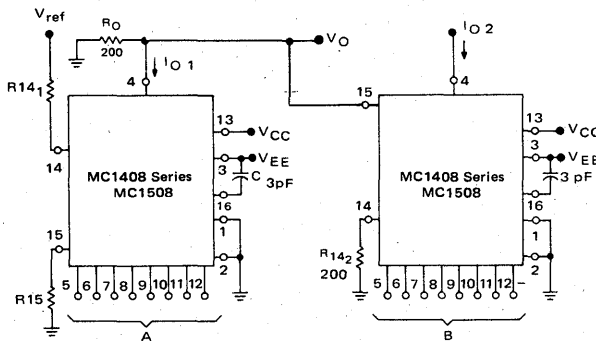 Vref
RO
200
VO
IO 1
IO 2
4
4
R14₁
15
13
VCC
3
VEE
C
3pF
16
1
2
14
MC1408 Series
MC1508
15
R15
5 6 7 8 9 10 11 12
A
13
VCC
3
VEE
3 pF
16
1
2
MC1408 Series
MC1508
14
R14₂
200
5 6 7 8 9 10 11 12
B